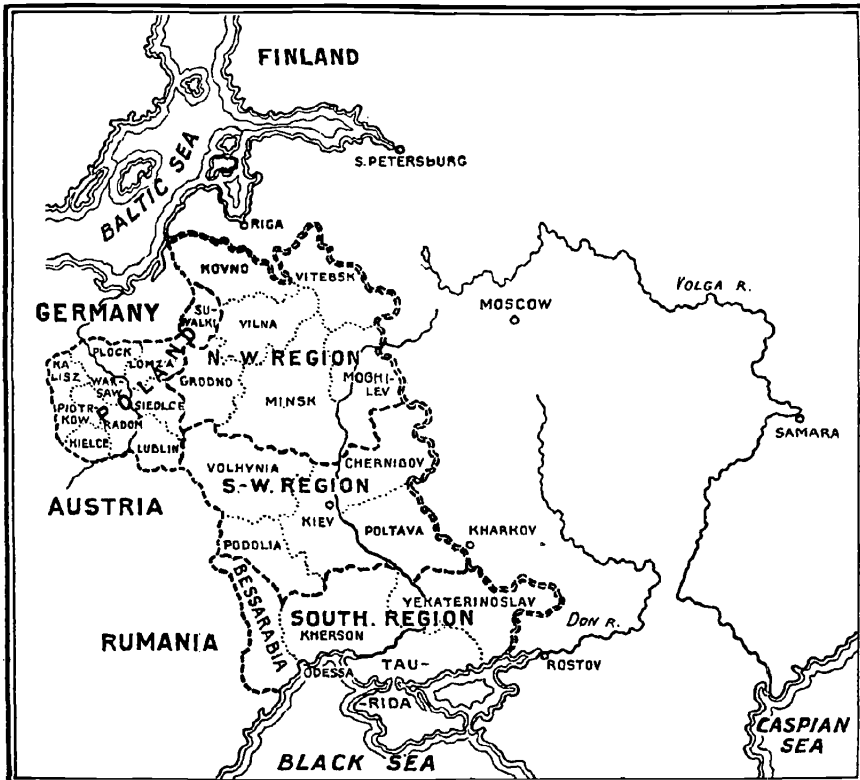 FINLAND
S. PETERSBURG
BALTIC SEA
RIGA
KOVNO
VITEBSK
VOLGA R.
MOSCOW
GERMANY
SU-
WALKI
VILNA
N.-W. REGION
PLOCK
LOMZA
KA
LISZ
WAR-
SAW
POLAND
GRODNO
MOGHI-
LEV
MINSK
PIOTR-
KOW
SIEDLCE
RADOM
KIELCE
LUBLIN
SAMARA
VOLHYNIA
CHERNIGOV
S.-W. REGION
AUSTRIA
KIEV
POLTAVA
KHARKOV
PODOLIA
BESSARABIA
YEKATERINOSLAV
SOUTH. REGION
KHERSON
DON R.
RUMANIA
ODESSA
TAU-
-RIDA
ROSTOV
CASPIAN
SEA
BLACK SEA